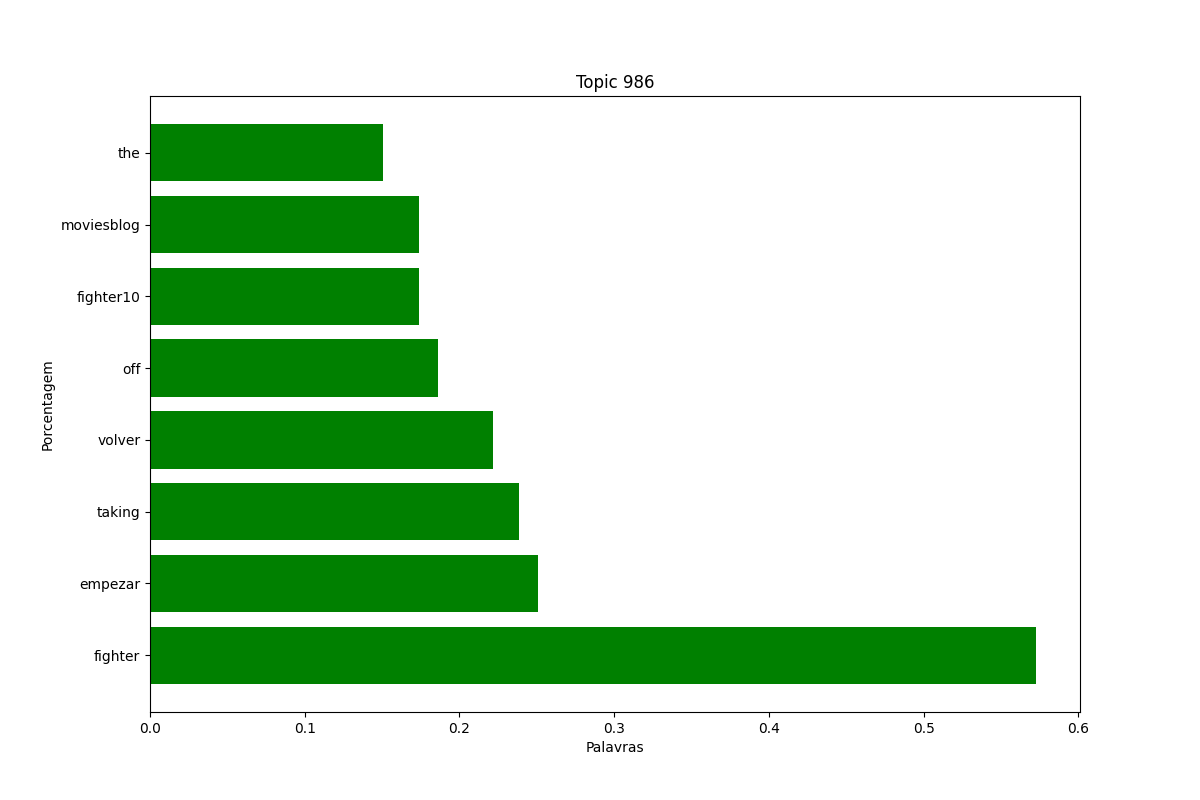 Topic 986
the
moviesblog
fighter10
off
volver
taking
empezar
fighter
Porcentagem
0.0 0.1 0.2 0.3 0.4 0.5 0.6
Palavras